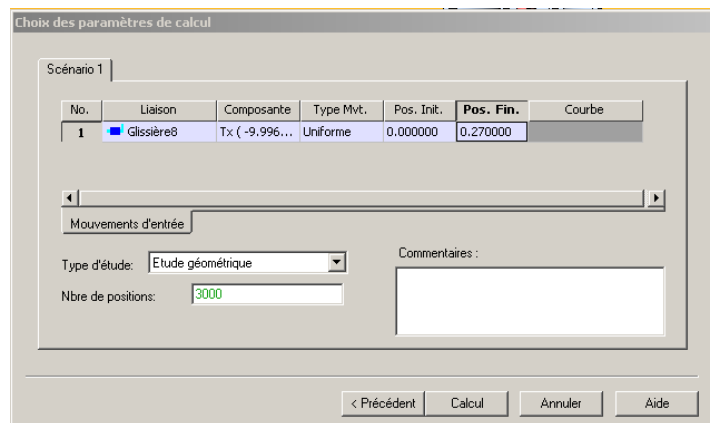 Choix des paramètres de calcul
Scénario 1
No. Liaison Composante Type Mvt. Pos. Init. Pos. Fin. Courbe
1 Glissière8 Tx ( -9.996... Uniforme 0.000000 0.270000
Mouvements d'entrée
Type d'étude: Etude géométrique Commentaires :
Nbre de positions: 3000
< Précédent Calcul Annuler Aide